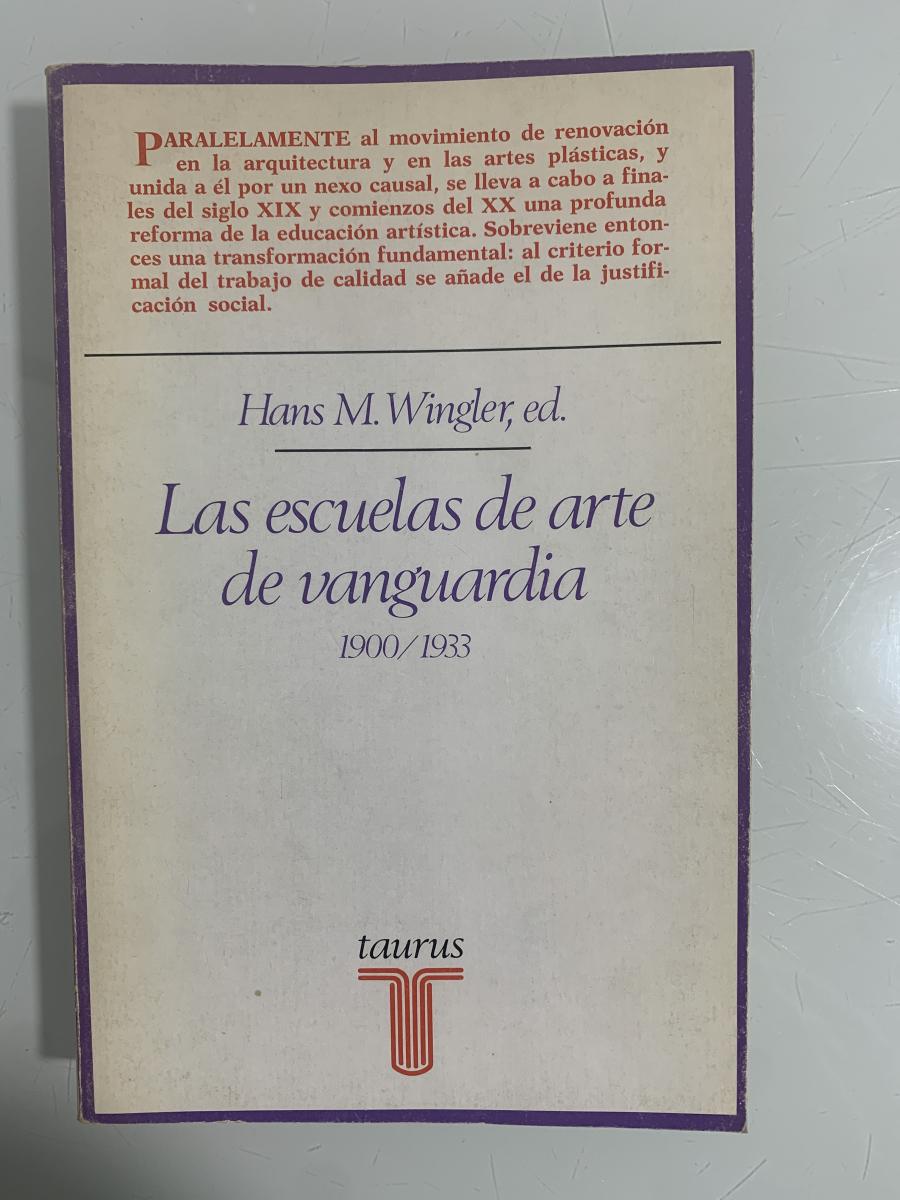 PARALELAMENTE al movimiento de renovación
en la arquitectura y en las artes plásticas, y
unida a él por un nexo causal, se lleva a cabo a fina-
les del siglo XIX y comienzos del XX una profunda
reforma de la educación artística. Sobreviene enton-
ces una transformación fundamental: al criterio for-
mal del trabajo de calidad se añade el de la justifi-
cación social.
Hans M. Wingler, ed.
Las escuelas de arte
de vanguardia
1900/1933
taurus